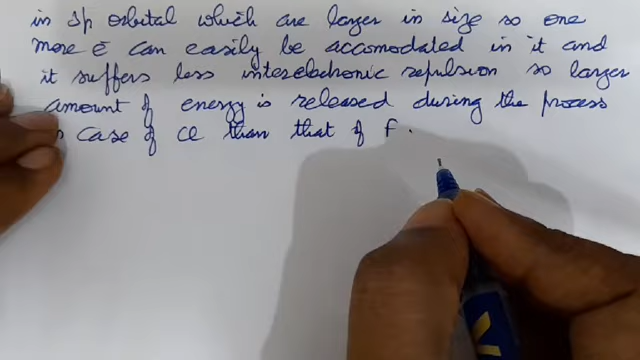 in 3p orbital which are larger in size so one
more ē can easily be accomodated in it and
it suffers less interelectronic repulsion so larger
amount of energy is released during the process
case of Cl than that of F.